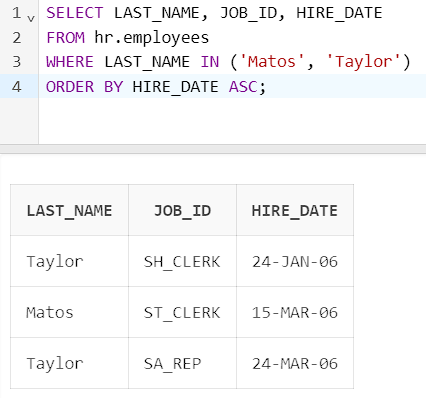 1 SELECT LAST_NAME, JOB_ID, HIRE_DATE
2 FROM hr.employees
3 WHERE LAST_NAME IN ('Matos', 'Taylor')
4 ORDER BY HIRE_DATE ASC;
LAST_NAME JOB_ID HIRE_DATE
Taylor SH_CLERK 24-JAN-06
Matos ST_CLERK 15-MAR-06
Taylor SA_REP 24-MAR-06